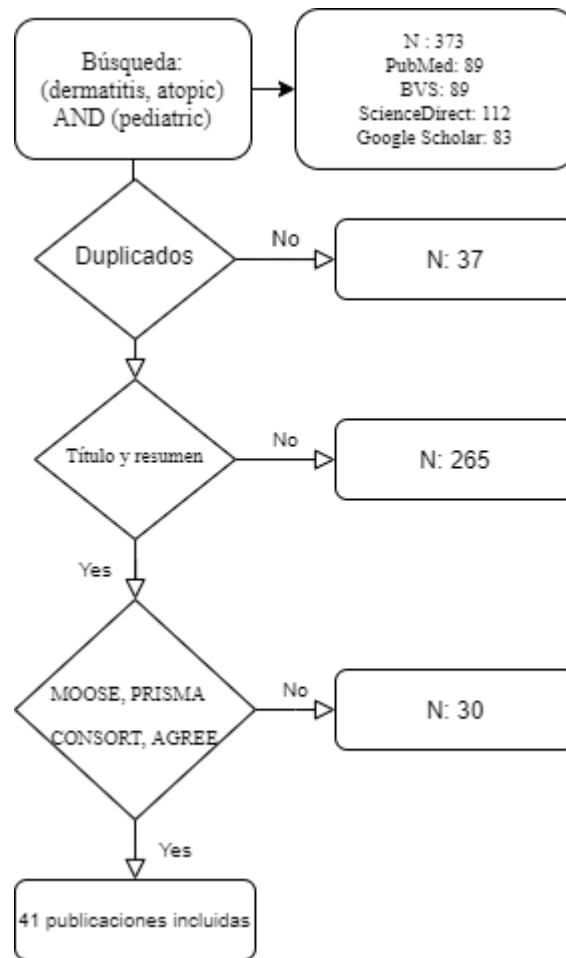 Búsqueda:
(dermatitis, atopic)
AND (pediatric)
N : 373
PubMed: 89
BVS: 89
ScienceDirect: 112
Google Scholar: 83
Duplicados
No
N: 37
Título y resumen
No
N: 265
Yes
MOOSE, PRISMA
CONSORT, AGREE
No
N: 30
Yes
41 publicaciones incluidas